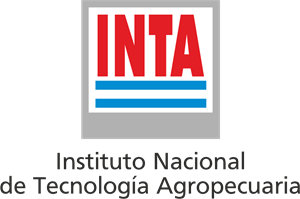 INTA
Instituto Nacional
de Tecnología Agropecuaria